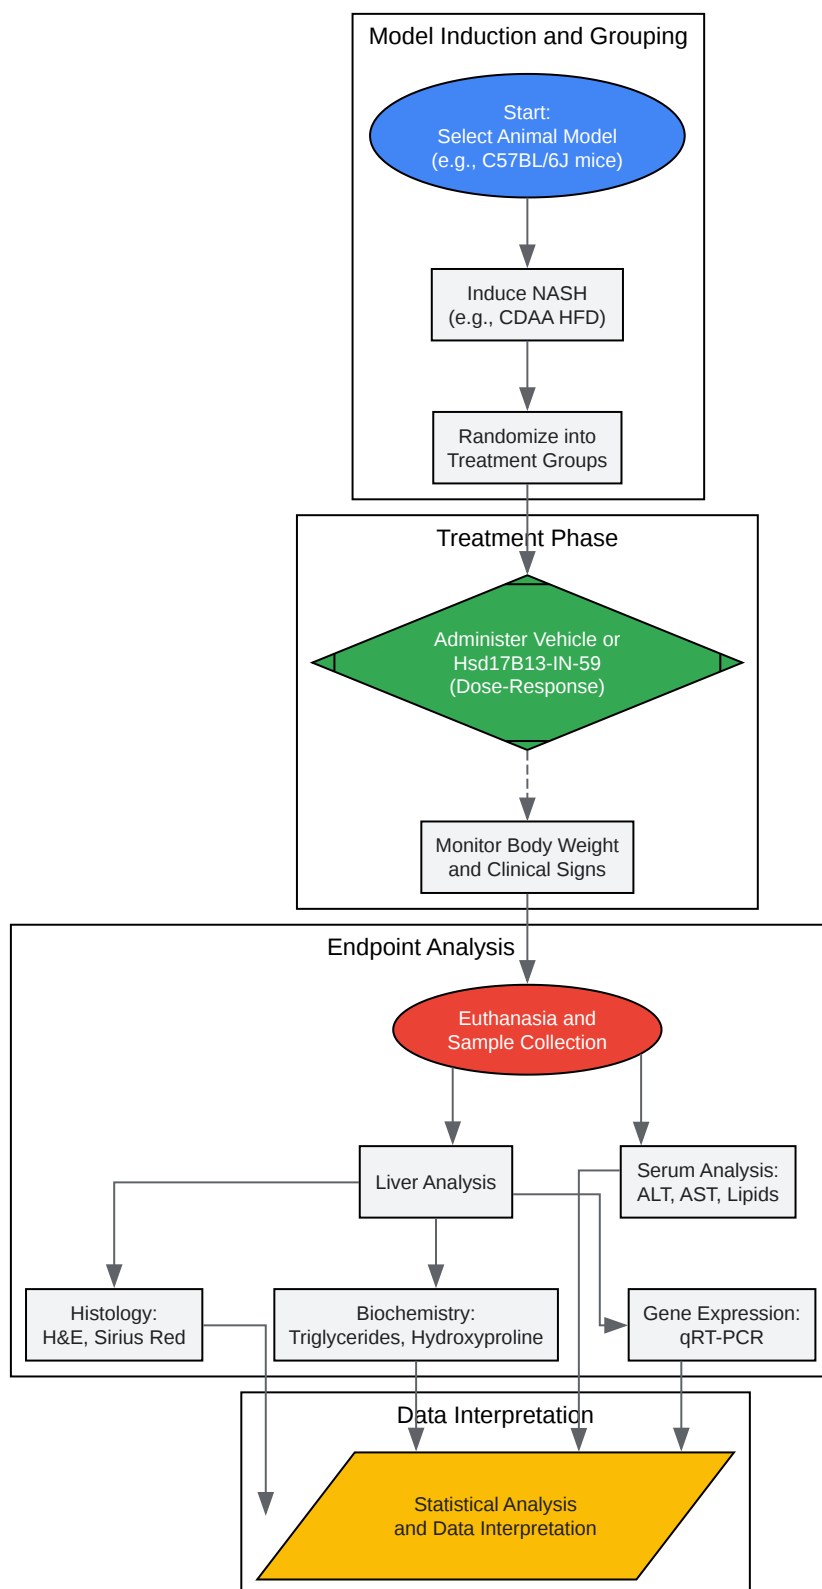 Model Induction and Grouping
Start:
Select Animal Model
(e.g., C57BL/6J mice)
Induce NASH
(e.g., CDAA HFD)
Randomize into
Treatment Groups
Treatment Phase
Administer Vehicle or
Hsd17B13-IN-59
(Dose-Response)
Monitor Body Weight
and Clinical Signs
Endpoint Analysis
Euthanasia and
Sample Collection
Liver Analysis
Serum Analysis:
ALT, AST, Lipids
Histology:
H&E, Sirius Red
Biochemistry:
Triglycerides, Hydroxyproline
Gene Expression:
qRT-PCR
Data Interpretation
Statistical Analysis
and Data Interpretation